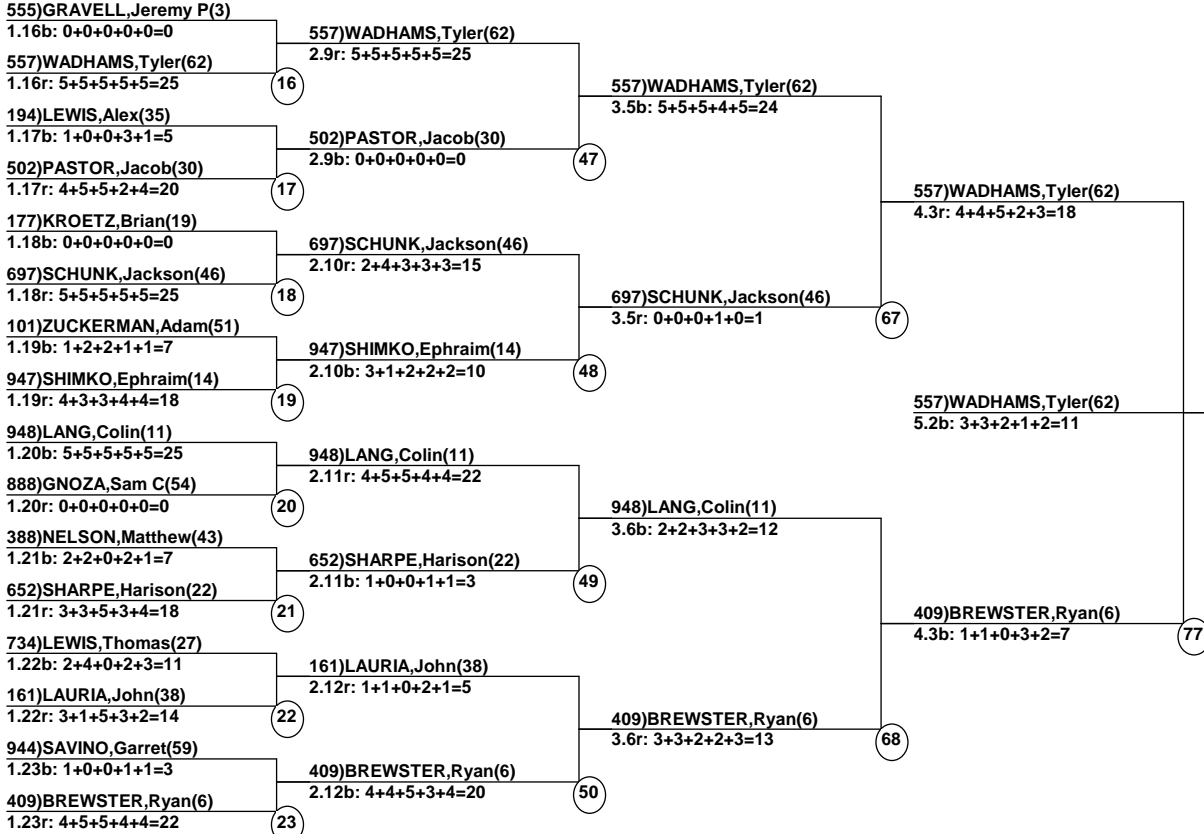 555)GRAVELL,Jeremy P(3)
1.16b: 0+0+0+0+0=0
557)WADHAMS,Tyler(62)
1.16r: 5+5+5+5+5=25
16
194)LEWIS,Alex(35)
1.17b: 1+0+0+3+1=5
502)PASTOR,Jacob(30)
1.17r: 4+5+5+2+4=20
17
177)KROETZ,Brian(19)
1.18b: 0+0+0+0+0=0
697)SCHUNK,Jackson(46)
1.18r: 5+5+5+5+5=25
18
101)ZUCKERMAN,Adam(51)
1.19b: 1+2+2+1+1=7
947)SHIMKO,Ephraim(14)
1.19r: 4+3+3+4+4=18
19
948)LANG,Colin(11)
1.20b: 5+5+5+5+5=25
888)GNOZA,Sam C(54)
1.20r: 0+0+0+0+0=0
20
388)NELSON,Matthew(43)
1.21b: 2+2+0+2+1=7
652)SHARPE,Harison(22)
1.21r: 3+3+5+3+4=18
21
734)LEWIS,Thomas(27)
1.22b: 2+4+0+2+3=11
161)LAURIA,John(38)
1.22r: 3+1+5+3+2=14
22
944)SAVINO,Garret(59)
1.23b: 1+0+0+1+1=3
409)BREWSTER,Ryan(6)
1.23r: 4+5+5+4+4=22
23
557)WADHAMS,Tyler(62)
2.9r: 5+5+5+5+5=25
502)PASTOR,Jacob(30)
2.9b: 0+0+0+0+0=0
47
697)SCHUNK,Jackson(46)
2.10r: 2+4+3+3+3=15
947)SHIMKO,Ephraim(14)
2.10b: 3+1+2+2+2=10
48
948)LANG,Colin(11)
2.11r: 4+5+5+4+4=22
652)SHARPE,Harison(22)
2.11b: 1+0+0+1+1=3
49
161)LAURIA,John(38)
2.12r: 1+1+0+2+1=5
409)BREWSTER,Ryan(6)
2.12b: 4+4+5+3+4=20
50
557)WADHAMS,Tyler(62)
3.5b: 5+5+5+4+5=24
697)SCHUNK,Jackson(46)
3.5r: 0+0+0+1+0=1
67
948)LANG,Colin(11)
3.6b: 2+2+3+3+2=12
409)BREWSTER,Ryan(6)
3.6r: 3+3+2+2+3=13
68
557)WADHAMS,Tyler(62)
4.3r: 4+4+5+2+3=18
557)WADHAMS,Tyler(62)
5.2b: 3+3+2+1+2=11
409)BREWSTER,Ryan(6)
4.3b: 1+1+0+3+2=7
77